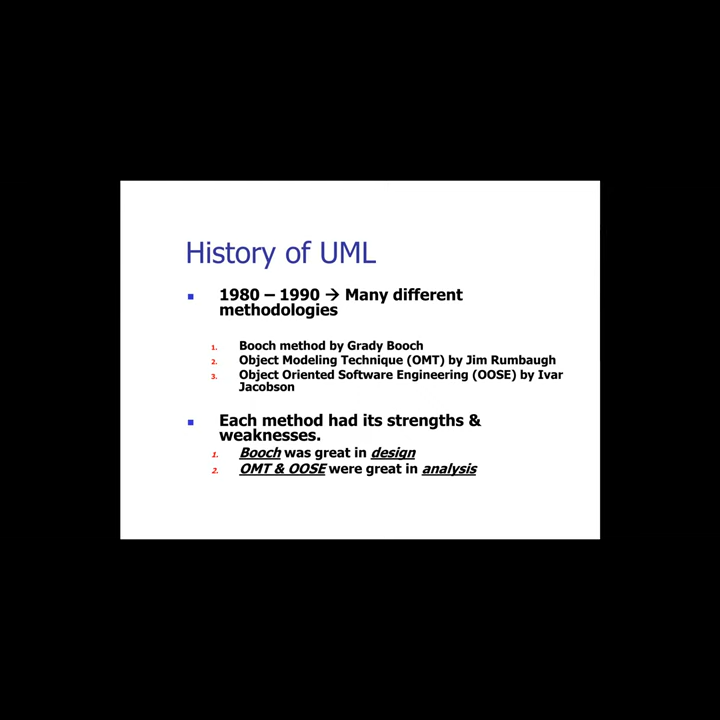 History of UML
1980 – 1990 → Many different
methodologies
1. Booch method by Grady Booch
2. Object Modeling Technique (OMT) by Jim Rumbaugh
3. Object Oriented Software Engineering (OOSE) by Ivar
Jacobson
Each method had its strengths &
weaknesses.
1. Booch was great in design
2. OMT & OOSE were great in analysis